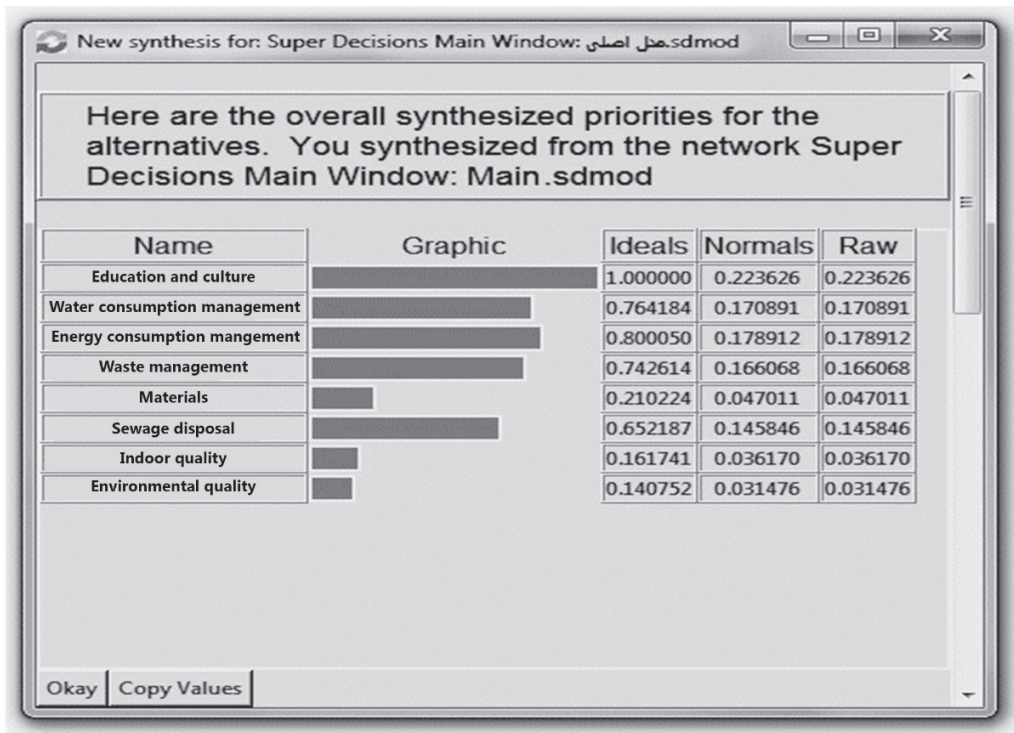 New synthesis for: Super Decisions Main Window: مدل اصلی.sdmod
Here are the overall synthesized priorities for the
alternatives. You synthesized from the network Super
Decisions Main Window: Main.sdmod
Name Graphic Ideals Normals Raw
Education and culture 1.000000 0.223626 0.223626
Water consumption management 0.764184 0.170891 0.170891
Energy consumption mangement 0.800050 0.178912 0.178912
Waste management 0.742614 0.166068 0.166068
Materials 0.210224 0.047011 0.047011
Sewage disposal 0.652187 0.145846 0.145846
Indoor quality 0.161741 0.036170 0.036170
Environmental quality 0.140752 0.031476 0.031476
Okay Copy Values